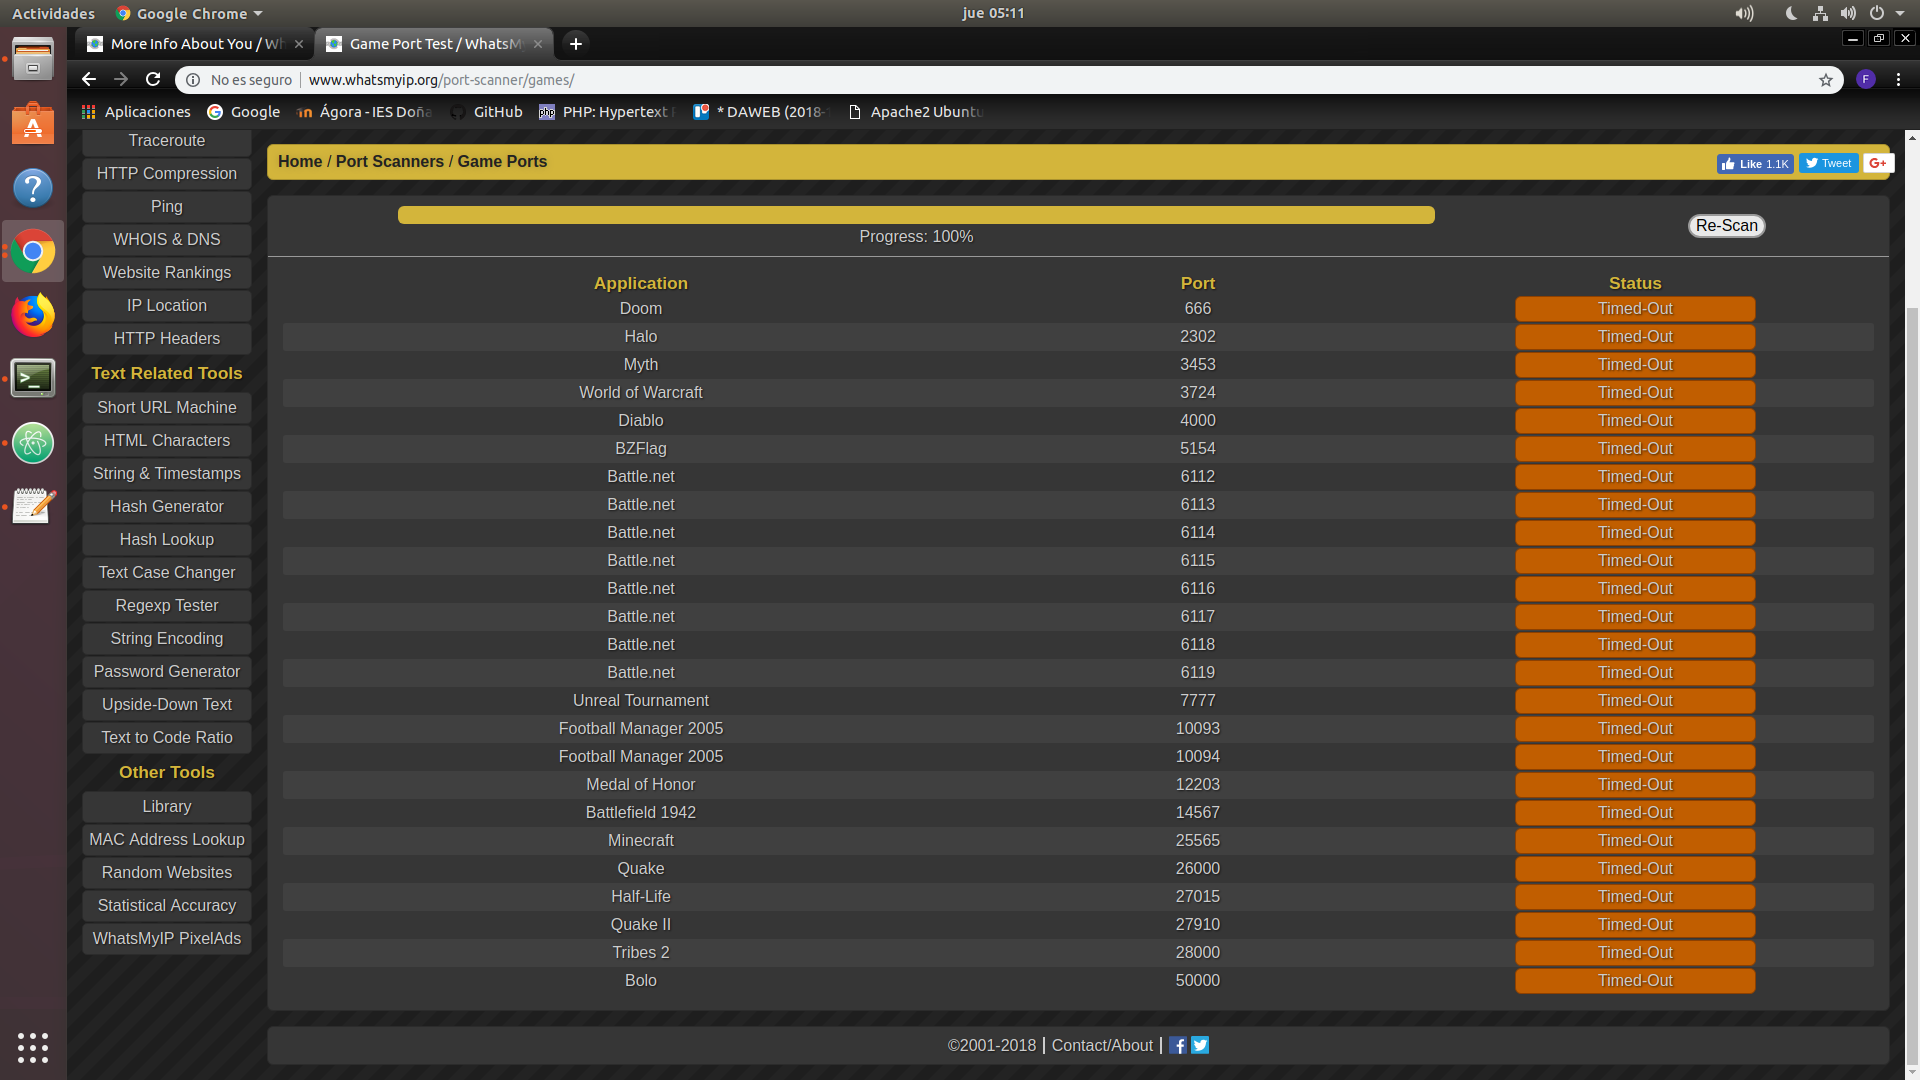 Actividades Google Chrome jue 05:11
More Info About You / Wh Game Port Test / WhatsM
No es seguro www.whatsmyip.org/port-scanner/games/ F
Aplicaciones Google Ágora - IES Doña GitHub php PHP: Hypertext P * DAWEB (2018- Apache2 Ubuntu
Traceroute
HTTP Compression
Ping
WHOIS & DNS
Website Rankings
IP Location
HTTP Headers
Text Related Tools
Short URL Machine
HTML Characters
String & Timestamps
Hash Generator
Hash Lookup
Text Case Changer
Regexp Tester
String Encoding
Password Generator
Upside-Down Text
Text to Code Ratio
Other Tools
Library
MAC Address Lookup
Random Websites
Statistical Accuracy
WhatsMyIP PixelAds
Home / Port Scanners / Game Ports
Like 1.1K Tweet G+
Progress: 100%
Re-Scan
Application Port Status
Doom 666 Timed-Out
Halo 2302 Timed-Out
Myth 3453 Timed-Out
World of Warcraft 3724 Timed-Out
Diablo 4000 Timed-Out
BZFlag 5154 Timed-Out
Battle.net 6112 Timed-Out
Battle.net 6113 Timed-Out
Battle.net 6114 Timed-Out
Battle.net 6115 Timed-Out
Battle.net 6116 Timed-Out
Battle.net 6117 Timed-Out
Battle.net 6118 Timed-Out
Battle.net 6119 Timed-Out
Unreal Tournament 7777 Timed-Out
Football Manager 2005 10093 Timed-Out
Football Manager 2005 10094 Timed-Out
Medal of Honor 12203 Timed-Out
Battlefield 1942 14567 Timed-Out
Minecraft 25565 Timed-Out
Quake 26000 Timed-Out
Half-Life 27015 Timed-Out
Quake II 27910 Timed-Out
Tribes 2 28000 Timed-Out
Bolo 50000 Timed-Out
©2001-2018 | Contact/About |